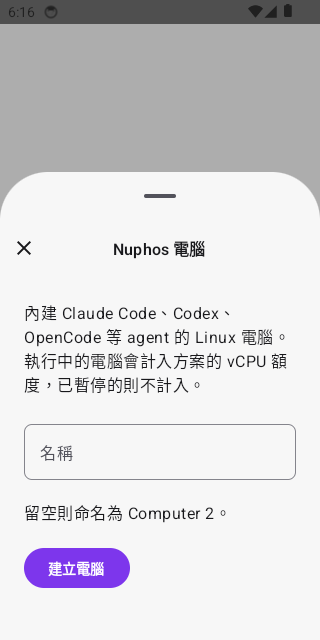 6:16
Nuphos 電腦
內建 Claude Code、Codex、
OpenCode 等 agent 的 Linux 電腦。
執行中的電腦會計入方案的 vCPU 額
度，已暫停的則不計入。
名稱
留空則命名為 Computer 2。
建立電腦